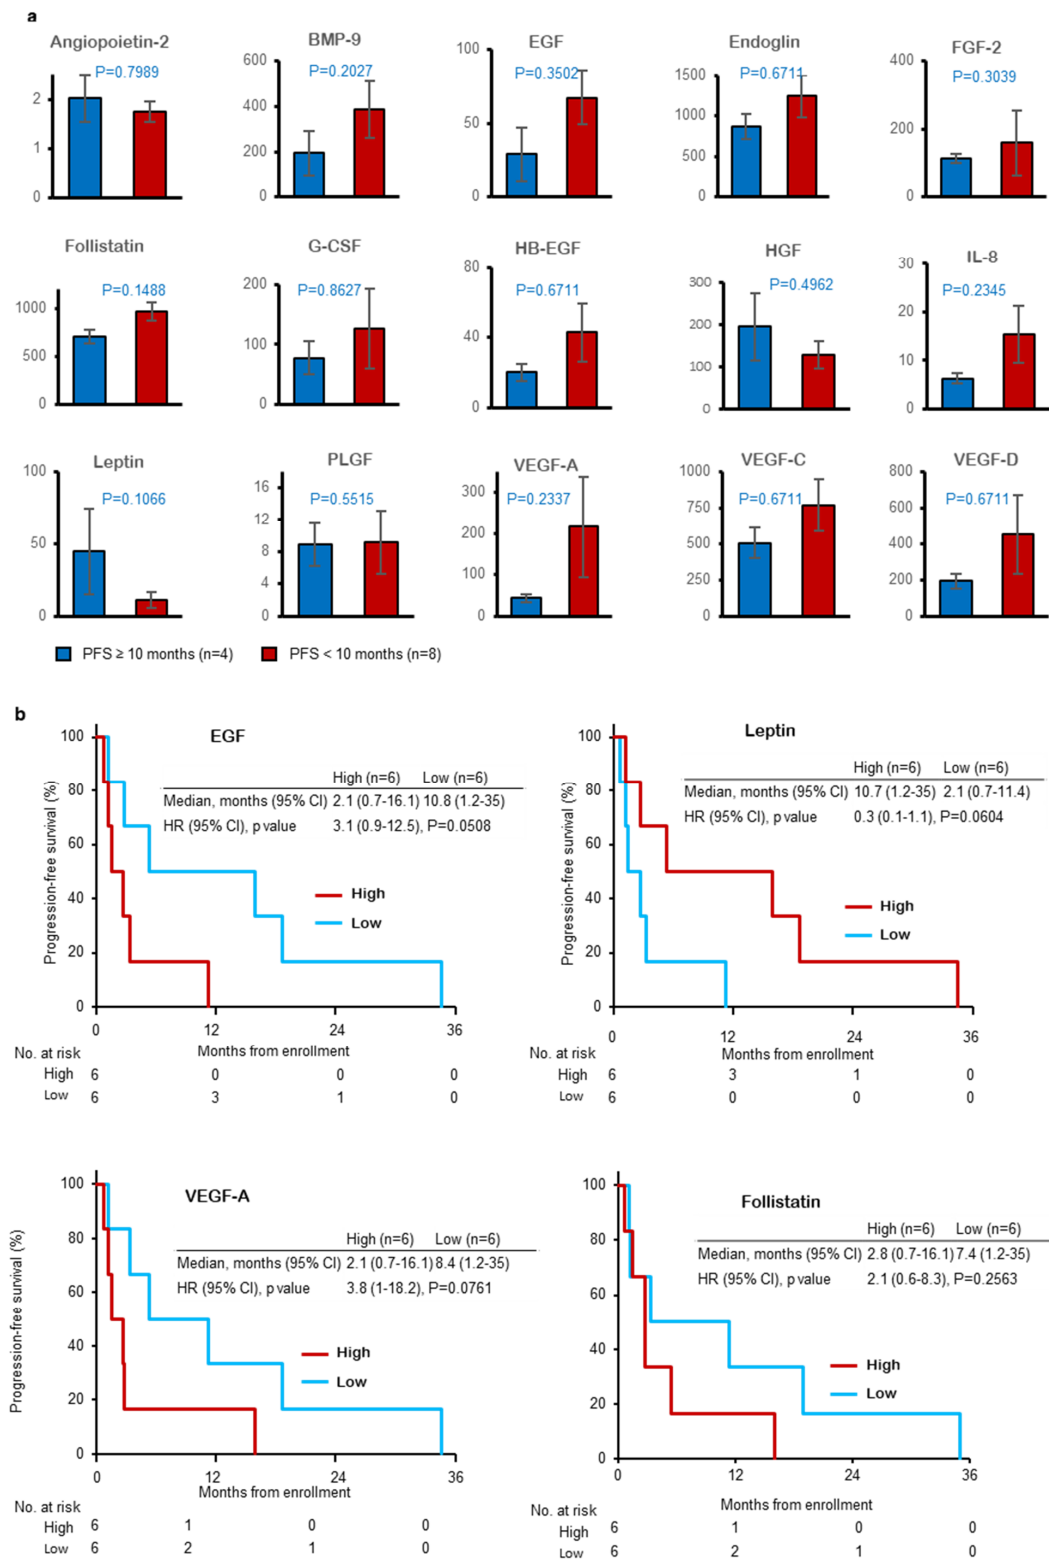 a
Angiopoietin-2
P=0.7989
2
1
0
BMP-9
P=0.2027
600
400
200
0
EGF
P=0.3502
100
50
0
Endoglin
P=0.6711
1500
1000
500
0
FGF-2
P=0.3039
400
200
0
Follistatin
P=0.1488
1000
500
0
G-CSF
P=0.8627
200
100
0
HB-EGF
P=0.6711
80
40
0
HGF
P=0.4962
300
200
100
0
IL-8
P=0.2345
30
20
10
0
Leptin
P=0.1066
100
50
0
PLGF
P=0.5515
16
12
8
4
0
VEGF-A
P=0.2337
300
200
100
0
VEGF-C
P=0.6711
1000
750
500
250
0
VEGF-D
P=0.6711
800
600
400
200
0
PFS ≥ 10 months (n=4) PFS < 10 months (n=8)
b
EGF
High (n=6) Low (n=6)
Median, months (95% CI) 2.1 (0.7-16.1) 10.8 (1.2-35)
HR (95% CI), p value 3.1 (0.9-12.5), P=0.0508
High
Low
Progression-free survival (%)
100
80
60
40
20
0
0 12 24 36
Months from enrollment
No. at risk
High 6 0 0 0
Low 6 3 1 0
Leptin
High (n=6) Low (n=6)
Median, months (95% CI) 10.7 (1.2-35) 2.1 (0.7-11.4)
HR (95% CI), p value 0.3 (0.1-1.1), P=0.0604
High
Low
Progression-free survival (%)
100
80
60
40
20
0
0 12 24 36
Months from enrollment
No. at risk
High 6 3 1 0
Low 6 0 0 0
VEGF-A
High (n=6) Low (n=6)
Median, months (95% CI) 2.1 (0.7-16.1) 8.4 (1.2-35)
HR (95% CI), p value 3.8 (1-18.2), P=0.0761
High
Low
Progression-free survival (%)
100
80
60
40
20
0
0 12 24 36
Months from enrollment
No. at risk
High 6 1 0 0
Low 6 2 1 0
Follistatin
High (n=6) Low (n=6)
Median, months (95% CI) 2.8 (0.7-16.1) 7.4 (1.2-35)
HR (95% CI), p value 2.1 (0.6-8.3), P=0.2563
High
Low
100
80
60
40
20
0
0 12 24 36
Months from enrollment
No. at risk
High 6 1 0 0
Low 6 2 1 0